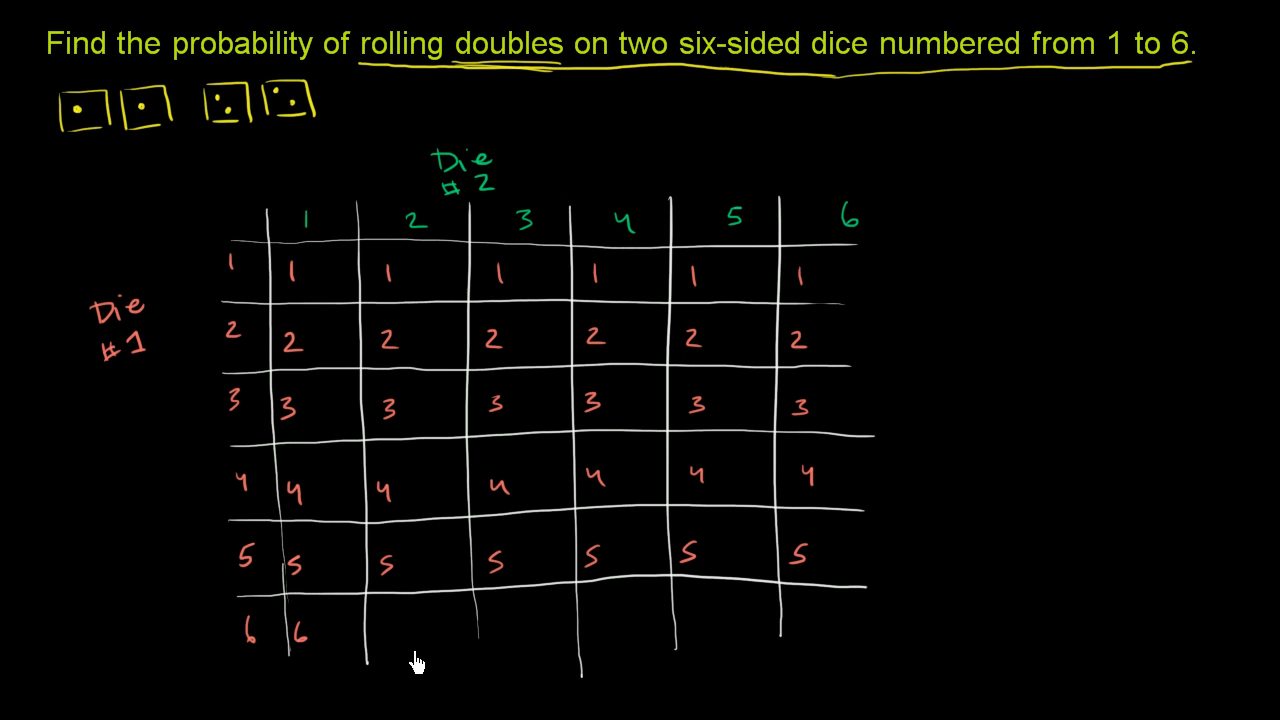 Find the probability of rolling doubles on two six-sided dice numbered from 1 to 6.
Die
# 2
1 2 3 4 5 6
1 1 1 1 1 1 1
Die
# 1
2 2 2 2 2 2 2
3 3 3 3 3 3 3
4 4 4 4 4 4 4
5 5 5 5 5 5 5
6 6